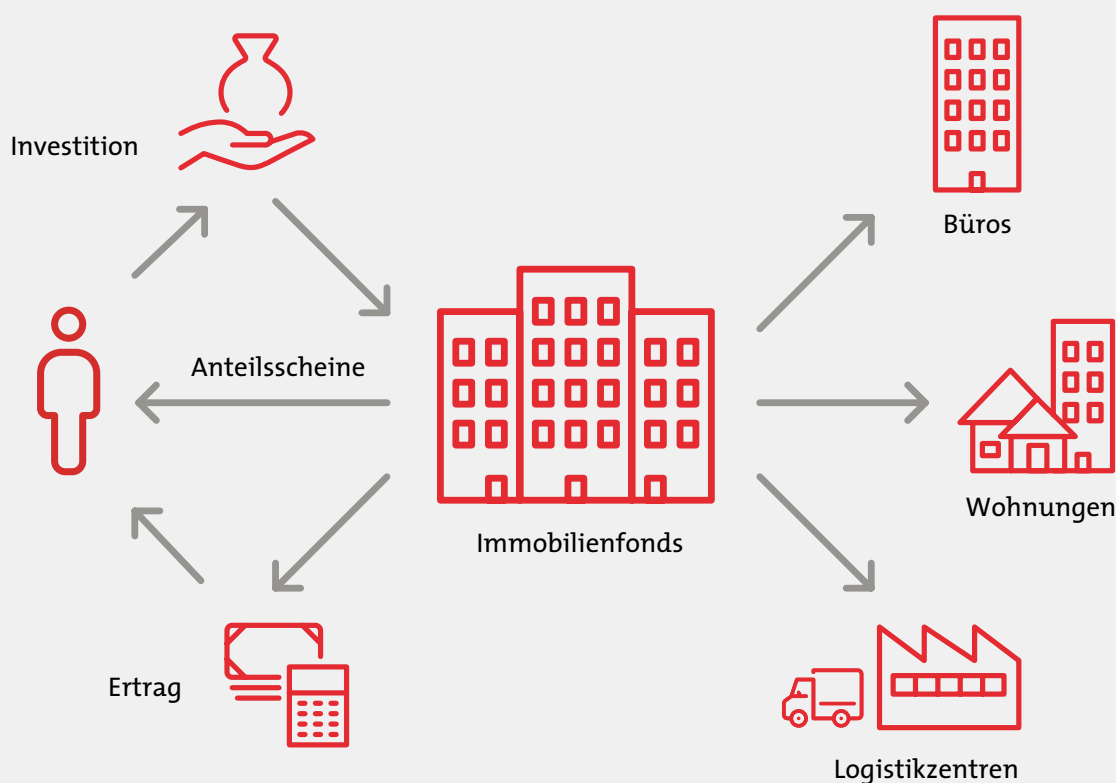 Investition
Büros
Anteilsscheine
Wohnungen
Immobilienfonds
Ertrag
Logistikzentren